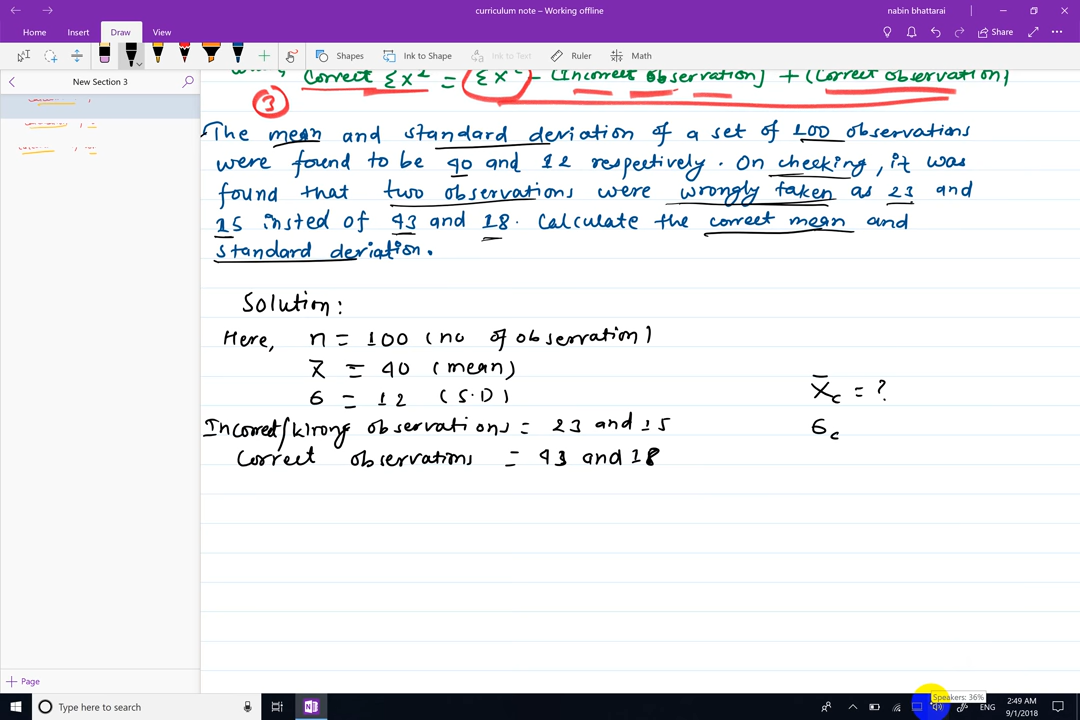 curriculum note – Working offline
nabin bhattarai
Home Insert Draw View
Share
Shapes Ink to Shape Ink to Text Ruler Math
New Section 3
Correct Σx² = Σx² - (Incorrect observation) + (Correct observation)
③
The mean and standard deviation of a set of 100 observations
were found to be 40 and 12 respectively. On checking, it was
found that two observations were wrongly taken as 23 and
15 insted of 43 and 18. Calculate the correct mean and
standard deviation.
Solution:
Here, n = 100 (no of observation)
x̄ = 40 (mean)
σ = 12 (S.D)
Incorrect/Wrong observations = 23 and 15
Correct observations = 43 and 18
X̄c = ?
σc
Page
Speakers: 36%
Type here to search
ENG
2:49 AM
9/1/2018